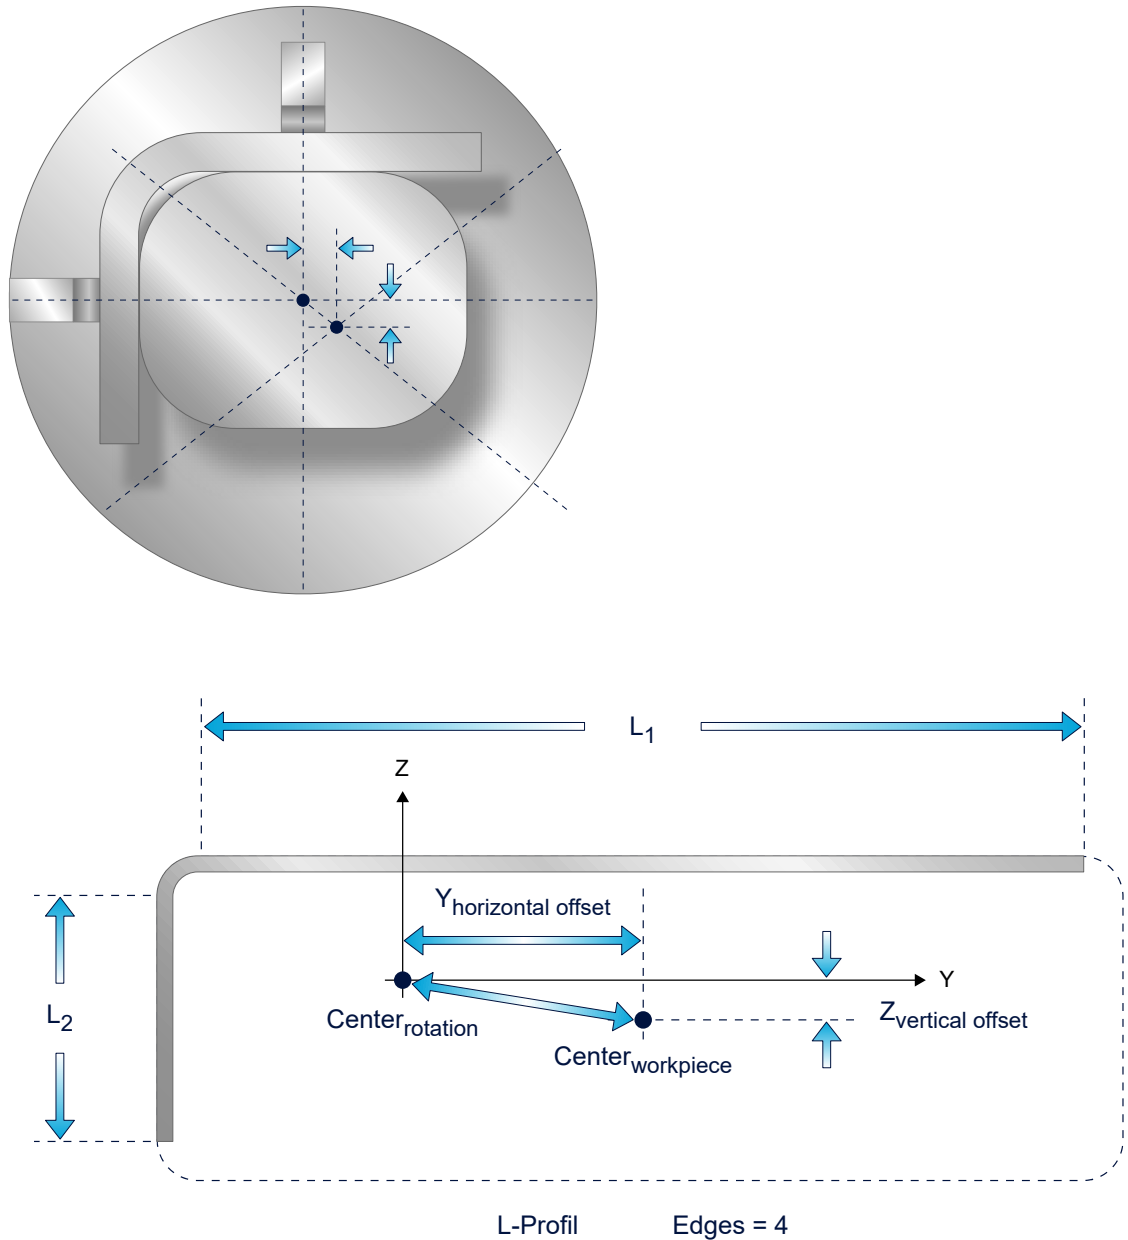 L1
Z
Yhorizontal offset
Y
L2
Centerrotation
Zvertical offset
Centerworkpiece
L-Profil Edges = 4